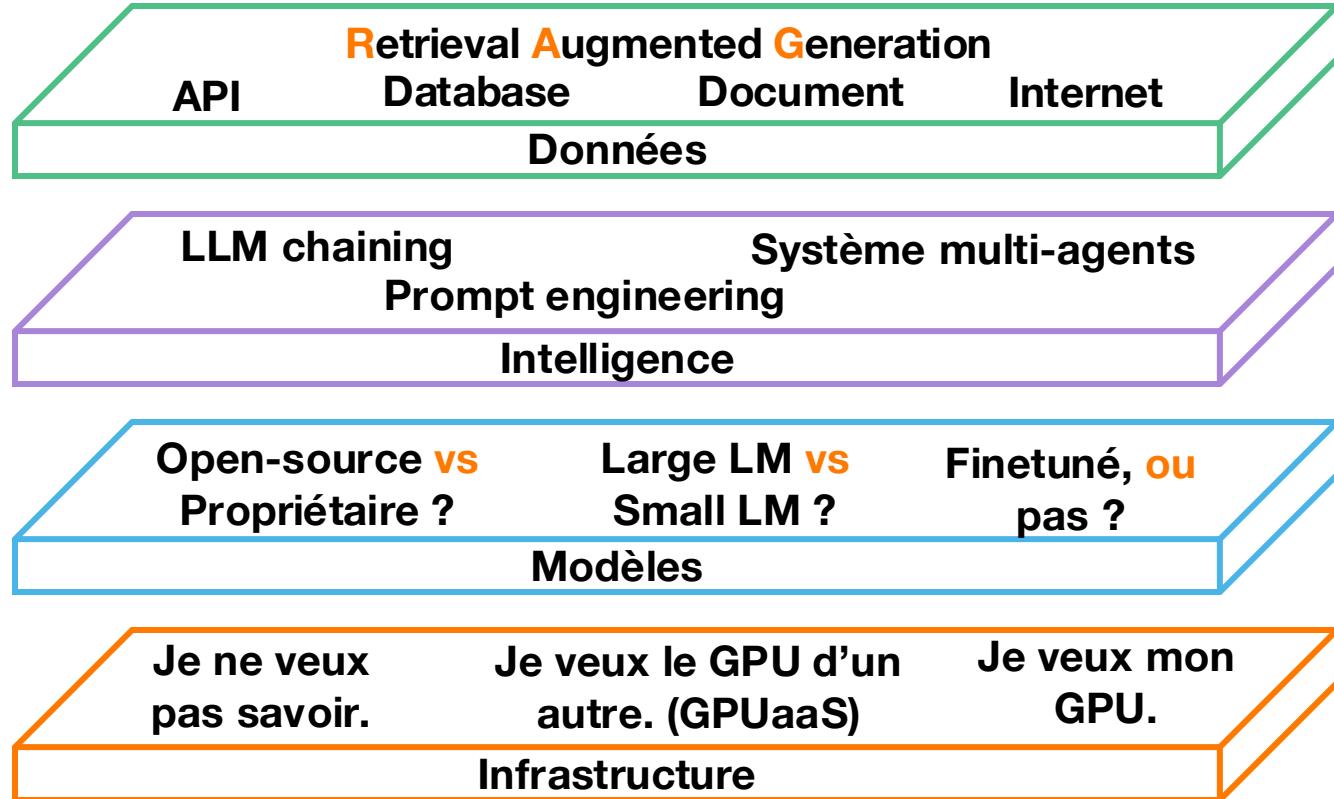 Retrieval Augmented Generation
API Database Document Internet
Données
LLM chaining Système multi-agents
Prompt engineering
Intelligence
Open-source vs
Propriétaire ?
Large LM vs
Small LM ?
Finetuné, ou
pas ?
Modèles
Je ne veux
pas savoir.
Je veux le GPU d’un
autre. (GPUaaS)
Je veux mon
GPU.
Infrastructure